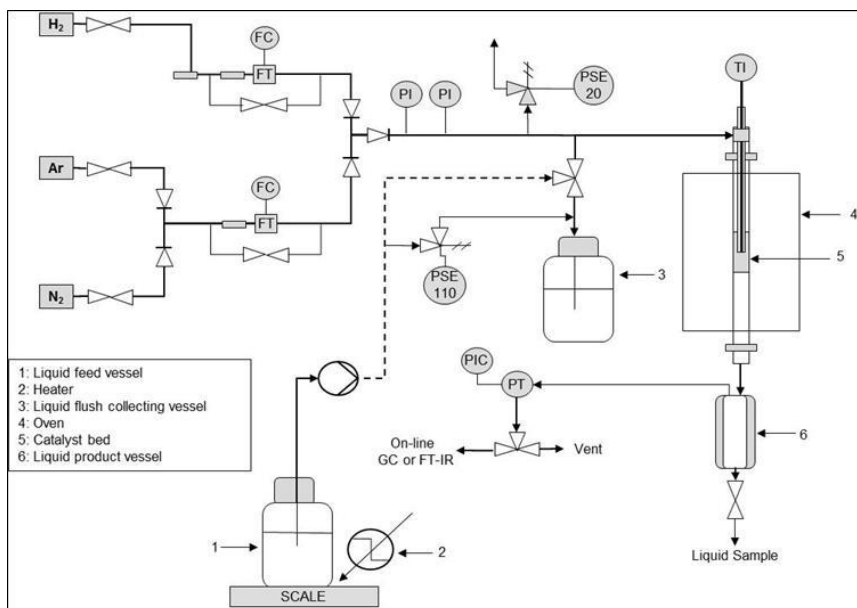 H2
FC
FT
PI
PI
PSE
20
TI
Ar
FC
FT
4
5
N2
PSE
110
3
1: Liquid feed vessel
2: Heater
3: Liquid flush collecting vessel
4: Oven
5: Catalyst bed
6: Liquid product vessel
PIC
PT
6
On-line
GC or FT-IR
Vent
1
2
Liquid Sample
SCALE